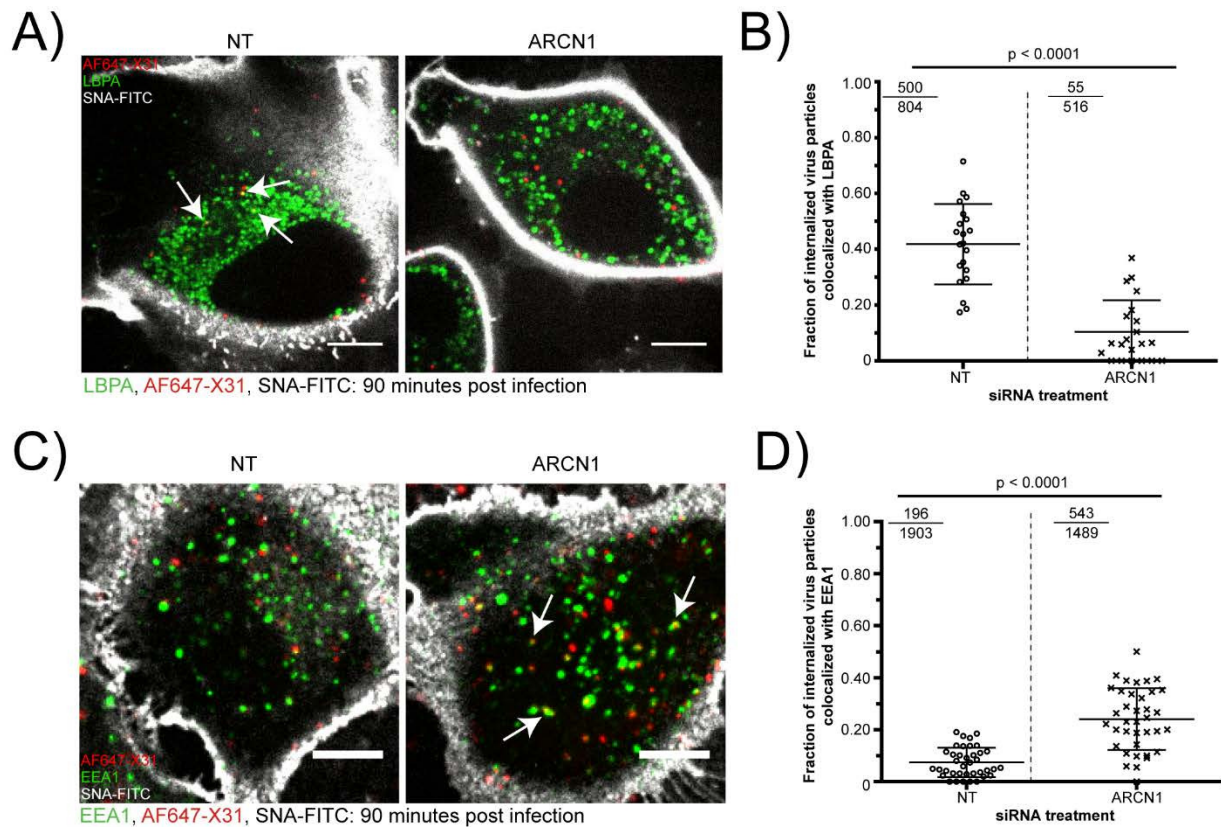 A)
NT
ARCN1
AF647-X31
LBPA
SNA-FITC
LBPA, AF647-X31, SNA-FITC: 90 minutes post infection
B)
p < 0.0001
Fraction of internalized virus particles
colocalized with LBPA
1.00
0.80
0.60
0.40
0.20
0
500
804
55
516
NT
ARCN1
siRNA treatment
C)
NT
ARCN1
AF647-X31
EEA1
SNA-FITC
EEA1, AF647-X31, SNA-FITC: 90 minutes post infection
D)
p < 0.0001
Fraction of internalized virus particles
colocalized with EEA1
1.00
0.80
0.60
0.40
0.20
0
196
1903
543
1489
NT
ARCN1
siRNA treatment